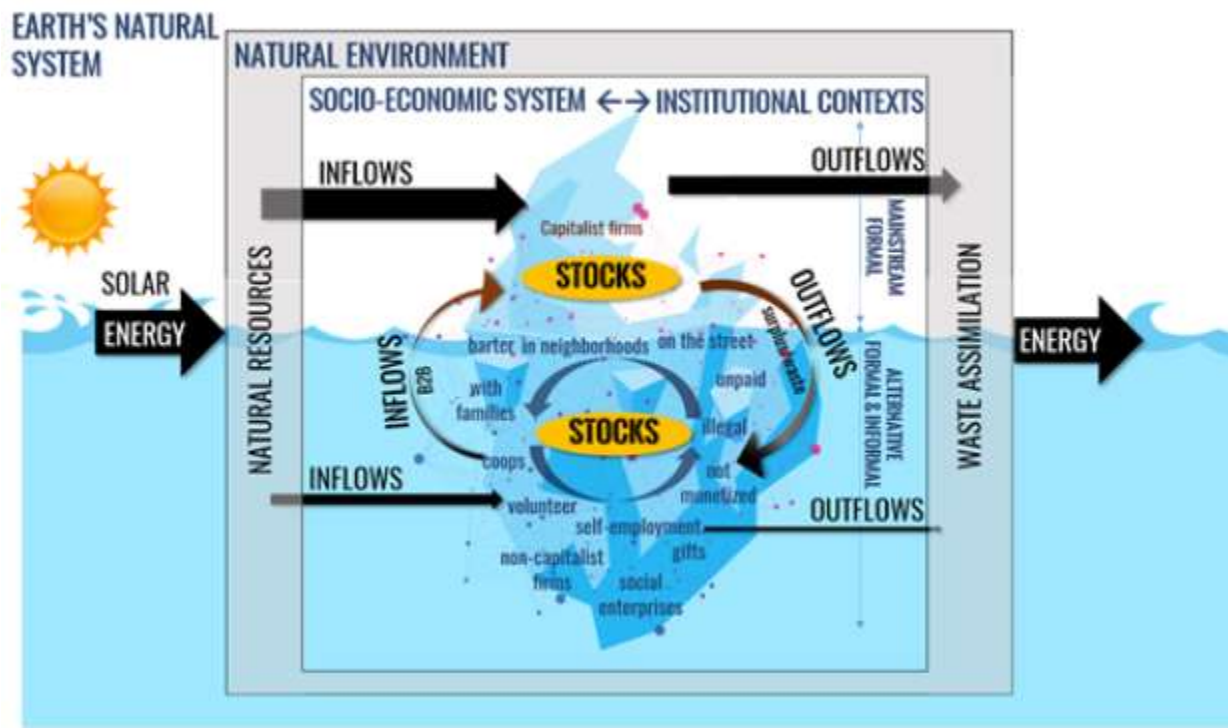 EARTH'S NATURAL
SYSTEM
NATURAL ENVIRONMENT
SOCIO-ECONOMIC SYSTEM ←→ INSTITUTIONAL CONTEXTS
INFLOWS
OUTFLOWS
Capitalist firms
STOCKS
MAINSTREAM
FORMAL
SOLAR
ENERGY
NATURAL RESOURCES
INFLOWS
B2B
OUTFLOWS
surplus/waste
barter, in neighborhoods
on the street
with
families
unpaid
STOCKS
illegal
coops
not
monetized
ALTERNATIVE
FORMAL & INFORMAL
WASTE ASSIMILATION
ENERGY
INFLOWS
volunteer
self-employment
OUTFLOWS
gifts
non-capitalist
firms
social
enterprises